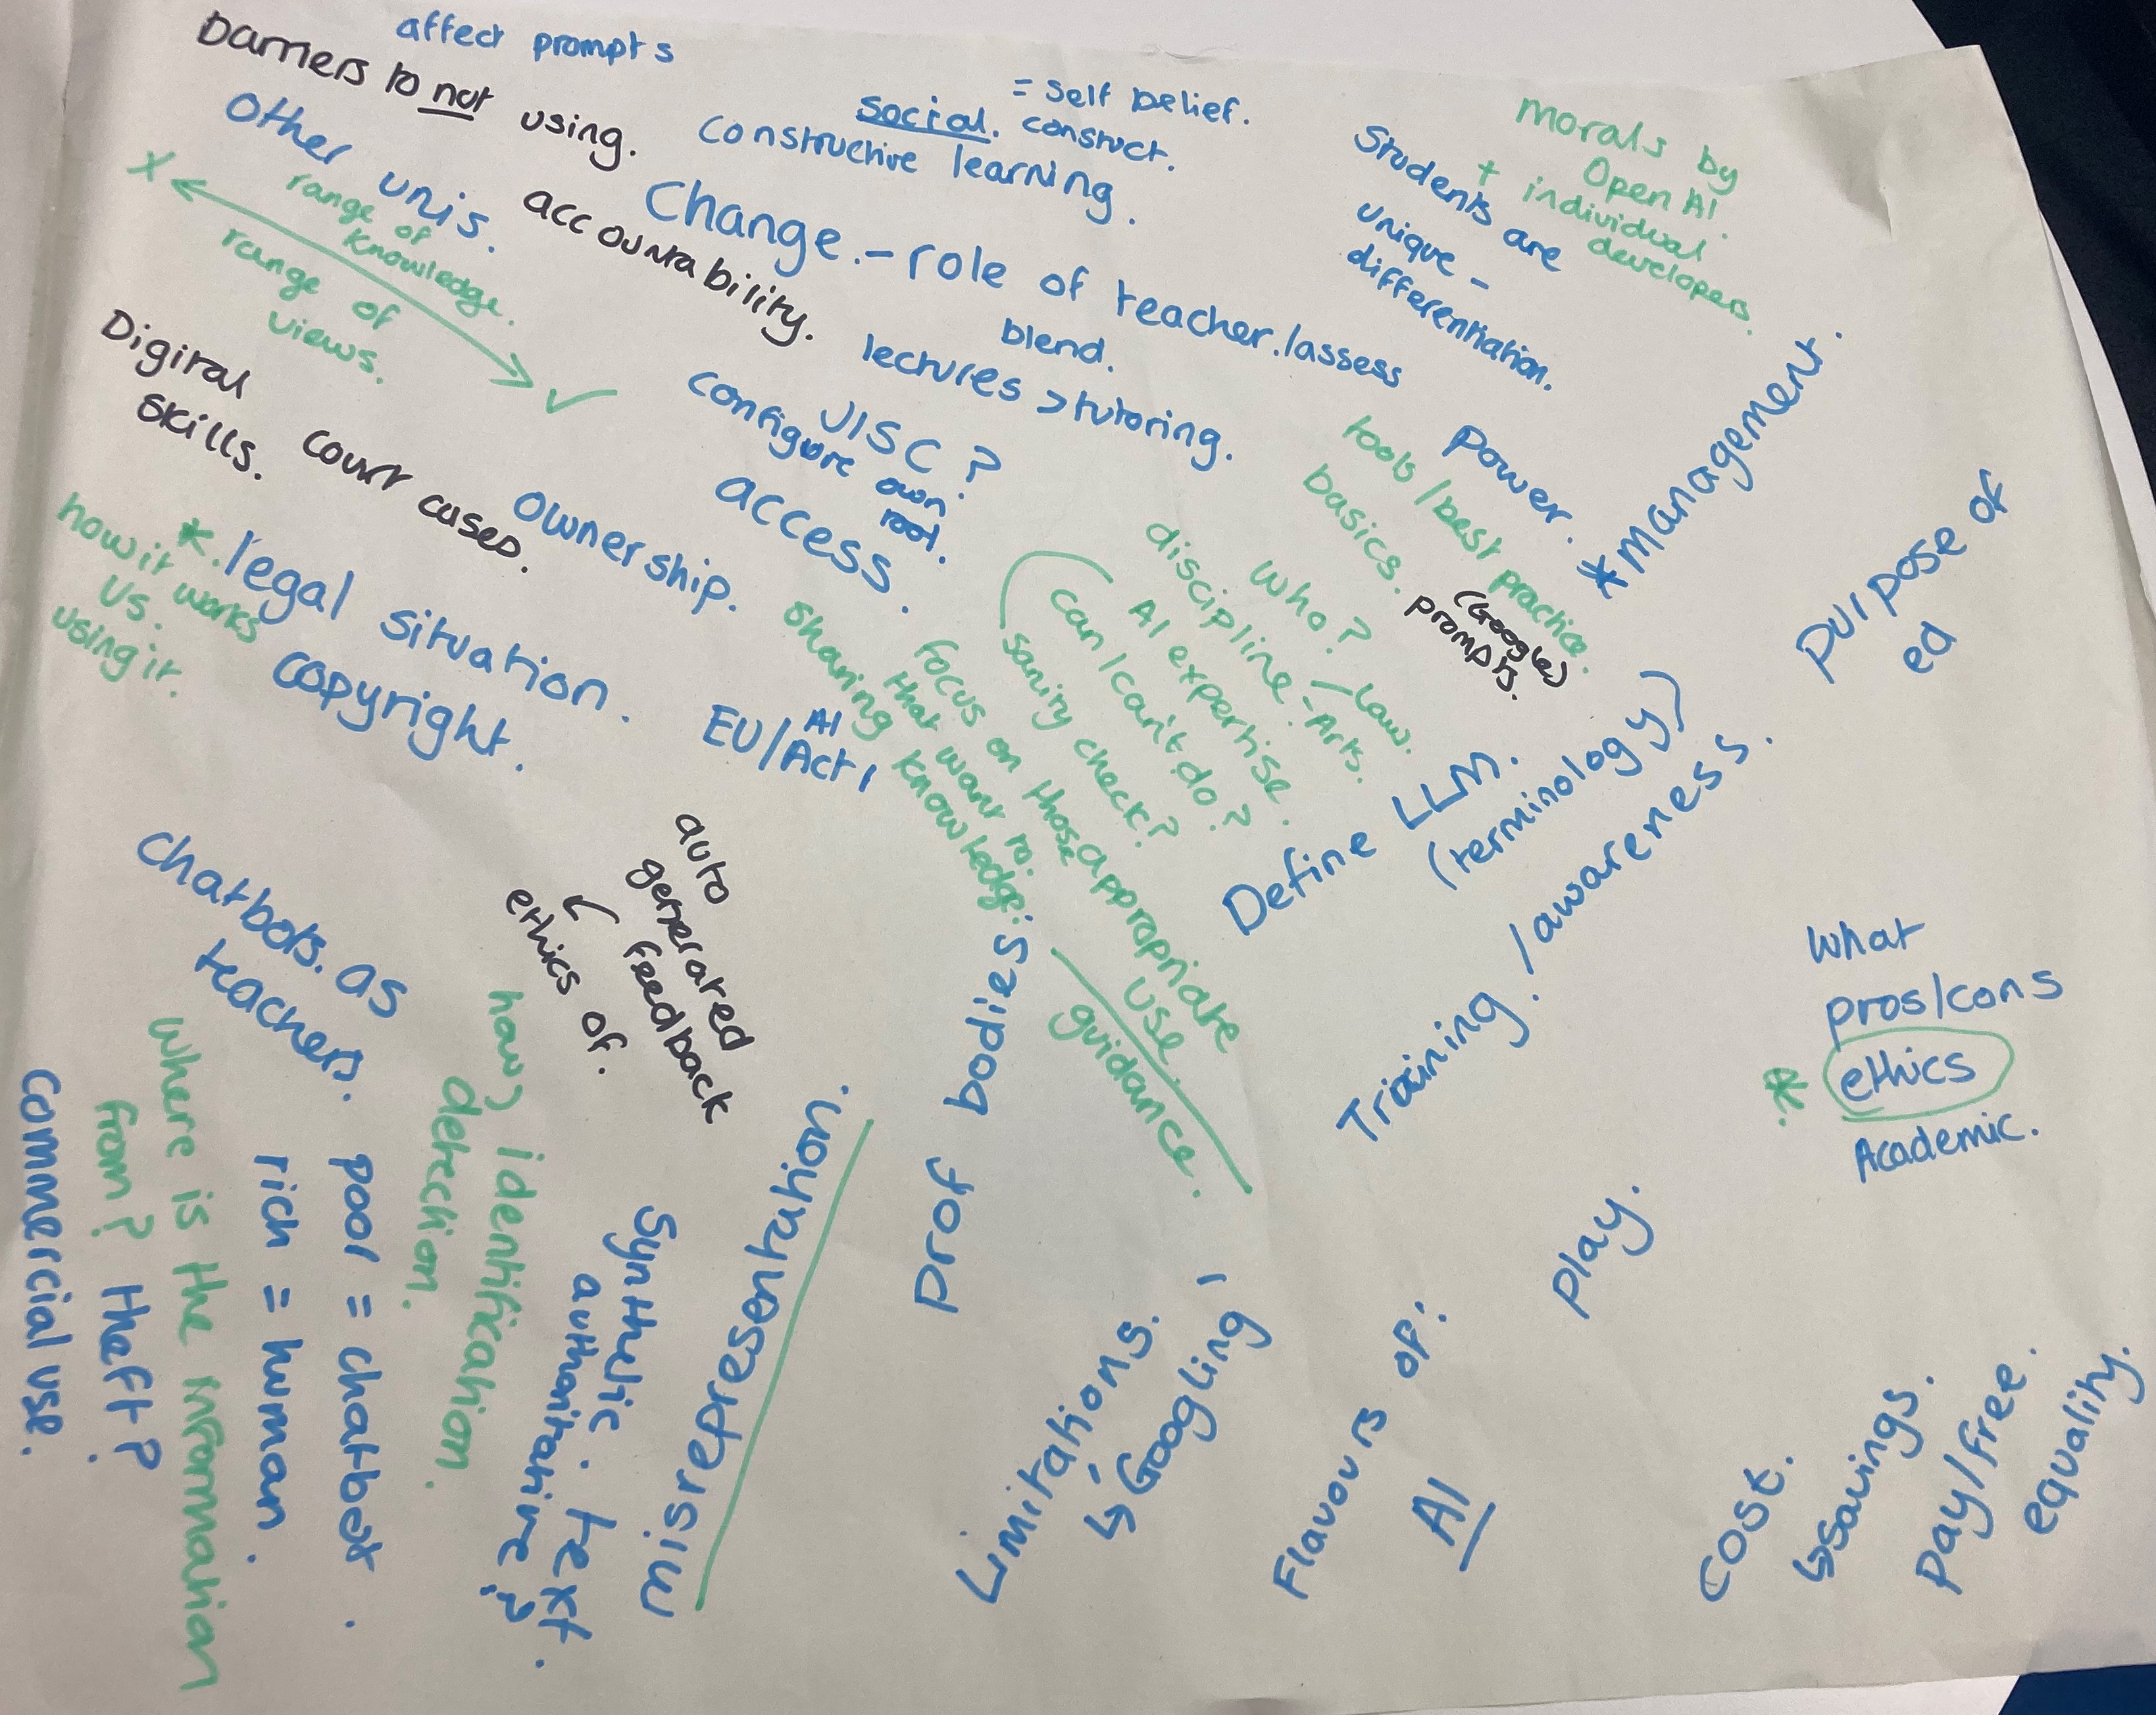 affect prompts
Barriers to not using.
= self belief.
social. construct.
constructive learning.
Other unis.
X
range of
knowledge.
range of
views.
✓
accountability.
Change. - role of teacher. /assess
blend.
lectures > tutoring.
Students are
unique -
differentiation.
morals by
Open AI.
+ individual
developers.
Digital
skills.
court cases.
JISC?
configure own
tool.
access.
ownership.
*. legal situation.
how it works
us.
using it.
copyright.
EU/AI Act,
Power.
*Management.
tools/best practice.
basics.
(Google)
prompts.
Who? - law.
discipline. - Arts.
AI expertise.
can/can't do?
sanity check?
focus on those
that want to.
sharing knowledge:
appropriate
use.
guidance.
Define LLM.
(terminology)
Training. /awareness.
purpose of
ed
What
pros/cons
* ethics
Academic.
chatbots. as
teachers.
auto
generated
feedback
ethics of.
how? identification.
detection.
pool = chatbot.
rich = human.
Where is the information
from? theft?
commercial use.
Synthetic. text.
authoritative?
misrepresentation.
prof bodies
Limitations.
↳ Googling
Flavours of:
AI
Play.
Cost.
↳ Savings.
pay/free.
equality.